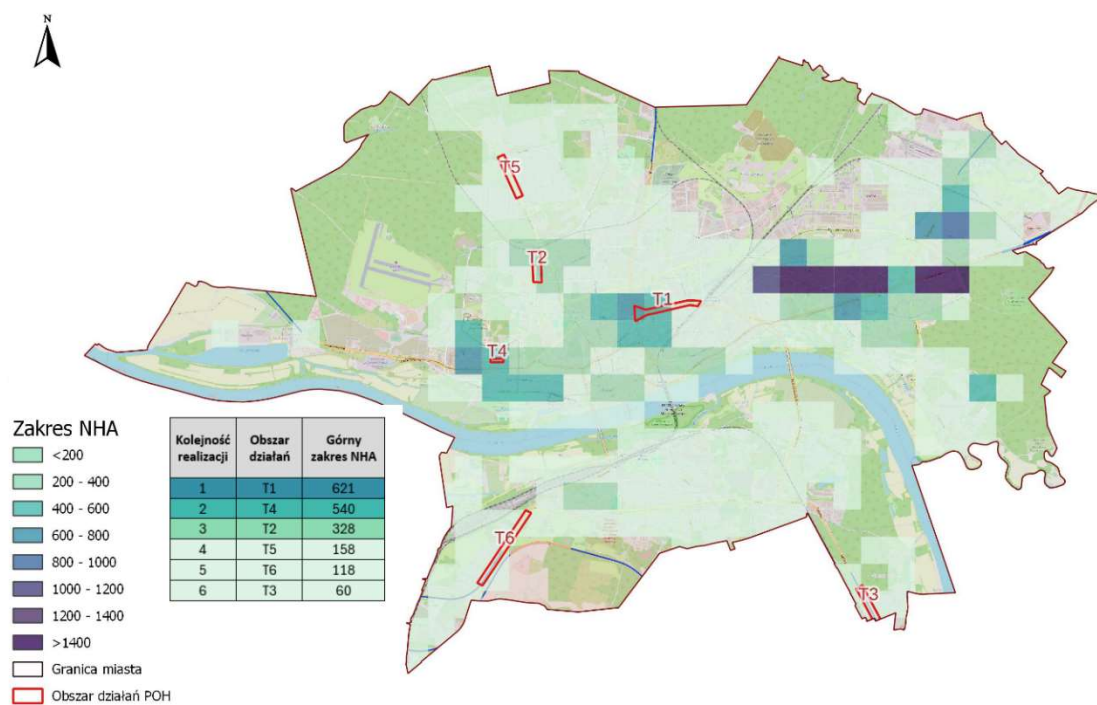 N
T5
T2
T1
T4
T6
T3
Zakres NHA
<200
200 - 400
400 - 600
600 - 800
800 - 1000
1000 - 1200
1200 - 1400
>1400
Granica miasta
Obszar działań POH
Kolejność realizacji Obszar działań Górny zakres NHA
1 T1 621
2 T4 540
3 T2 328
4 T5 158
5 T6 118
6 T3 60